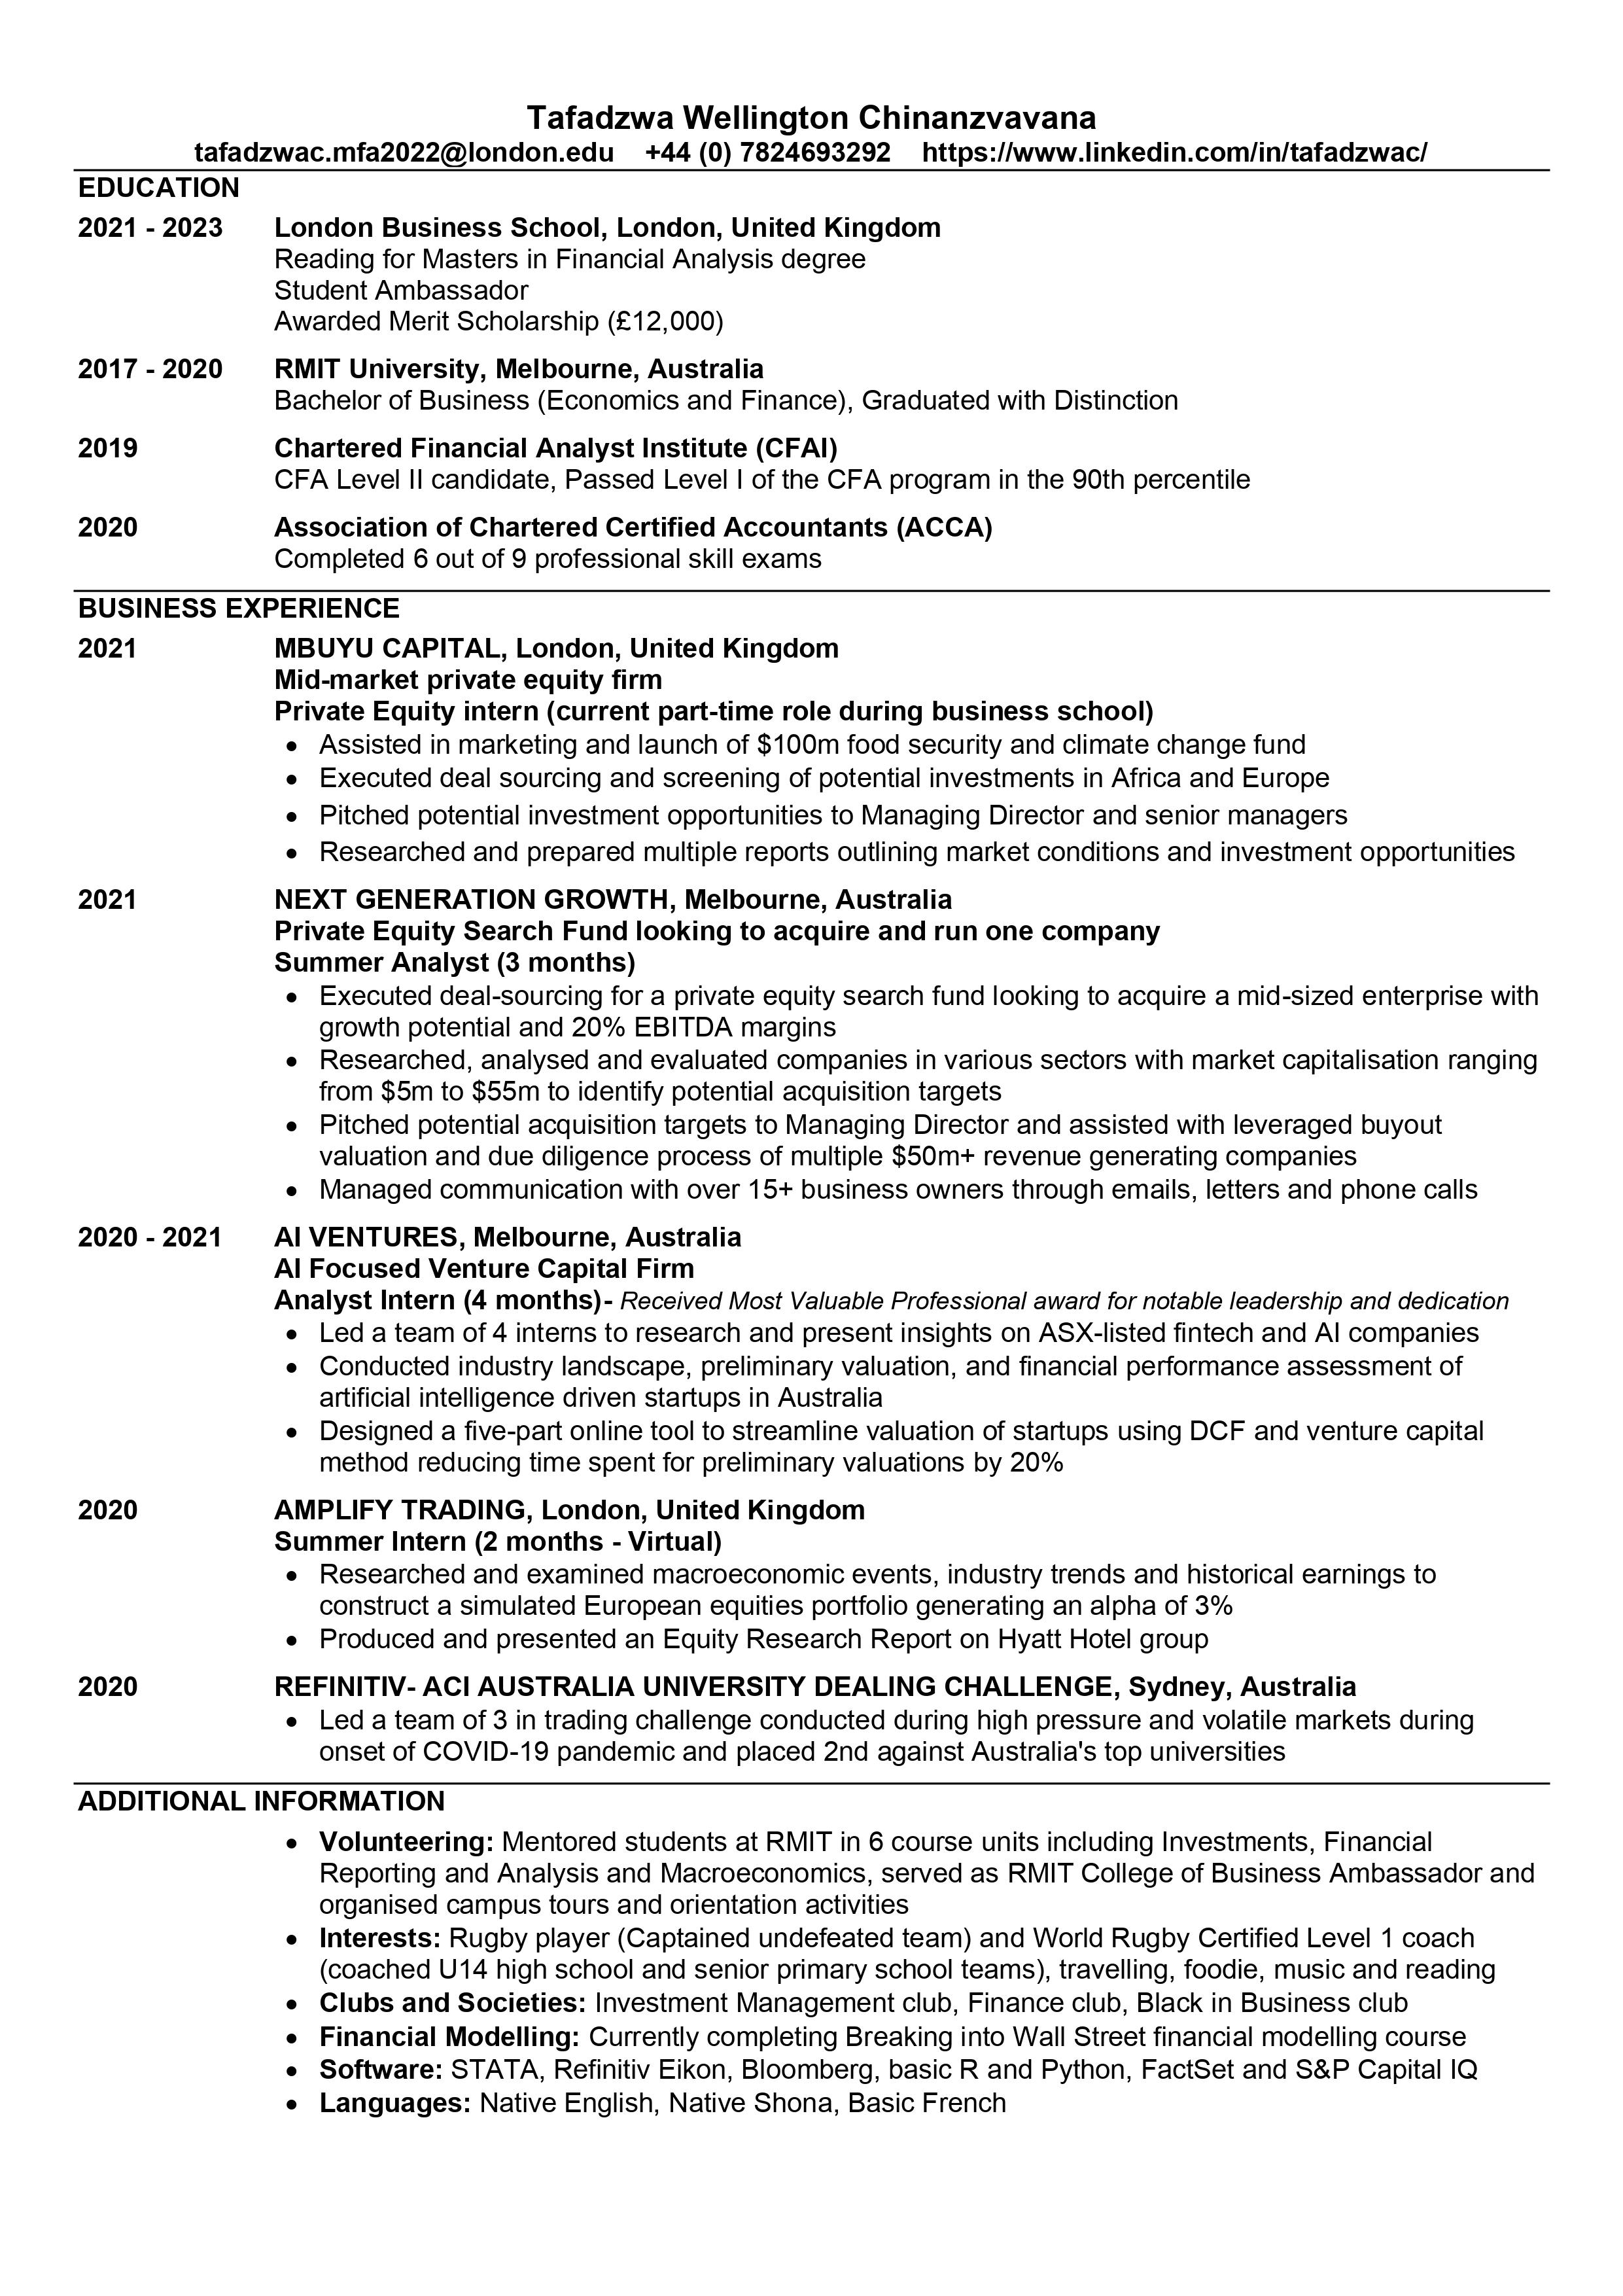 Tafadzwa Wellington Chinanzvavana
tafadzwac.mfa2022@london.edu +44 (0) 7824693292 https://www.linkedin.com/in/tafadzwac/
EDUCATION
2021 - 2023 London Business School, London, United Kingdom
Reading for Masters in Financial Analysis degree
Student Ambassador
Awarded Merit Scholarship (£12,000)
2017 - 2020 RMIT University, Melbourne, Australia
Bachelor of Business (Economics and Finance), Graduated with Distinction
2019 Chartered Financial Analyst Institute (CFAI)
CFA Level II candidate, Passed Level I of the CFA program in the 90th percentile
2020 Association of Chartered Certified Accountants (ACCA)
Completed 6 out of 9 professional skill exams
BUSINESS EXPERIENCE
2021 MBUYU CAPITAL, London, United Kingdom
Mid-market private equity firm
Private Equity intern (current part-time role during business school)
• Assisted in marketing and launch of $100m food security and climate change fund
• Executed deal sourcing and screening of potential investments in Africa and Europe
• Pitched potential investment opportunities to Managing Director and senior managers
• Researched and prepared multiple reports outlining market conditions and investment opportunities
2021 NEXT GENERATION GROWTH, Melbourne, Australia
Private Equity Search Fund looking to acquire and run one company
Summer Analyst (3 months)
• Executed deal-sourcing for a private equity search fund looking to acquire a mid-sized enterprise with
growth potential and 20% EBITDA margins
• Researched, analysed and evaluated companies in various sectors with market capitalisation ranging
from $5m to $55m to identify potential acquisition targets
• Pitched potential acquisition targets to Managing Director and assisted with leveraged buyout
valuation and due diligence process of multiple $50m+ revenue generating companies
• Managed communication with over 15+ business owners through emails, letters and phone calls
2020 - 2021 AI VENTURES, Melbourne, Australia
AI Focused Venture Capital Firm
Analyst Intern (4 months)- Received Most Valuable Professional award for notable leadership and dedication
• Led a team of 4 interns to research and present insights on ASX-listed fintech and AI companies
• Conducted industry landscape, preliminary valuation, and financial performance assessment of
artificial intelligence driven startups in Australia
• Designed a five-part online tool to streamline valuation of startups using DCF and venture capital
method reducing time spent for preliminary valuations by 20%
2020 AMPLIFY TRADING, London, United Kingdom
Summer Intern (2 months - Virtual)
• Researched and examined macroeconomic events, industry trends and historical earnings to
construct a simulated European equities portfolio generating an alpha of 3%
• Produced and presented an Equity Research Report on Hyatt Hotel group
2020 REFINITIV- ACI AUSTRALIA UNIVERSITY DEALING CHALLENGE, Sydney, Australia
• Led a team of 3 in trading challenge conducted during high pressure and volatile markets during
onset of COVID-19 pandemic and placed 2nd against Australia's top universities
ADDITIONAL INFORMATION
• Volunteering: Mentored students at RMIT in 6 course units including Investments, Financial
Reporting and Analysis and Macroeconomics, served as RMIT College of Business Ambassador and
organised campus tours and orientation activities
• Interests: Rugby player (Captained undefeated team) and World Rugby Certified Level 1 coach
(coached U14 high school and senior primary school teams), travelling, foodie, music and reading
• Clubs and Societies: Investment Management club, Finance club, Black in Business club
• Financial Modelling: Currently completing Breaking into Wall Street financial modelling course
• Software: STATA, Refinitiv Eikon, Bloomberg, basic R and Python, FactSet and S&P Capital IQ
• Languages: Native English, Native Shona, Basic French